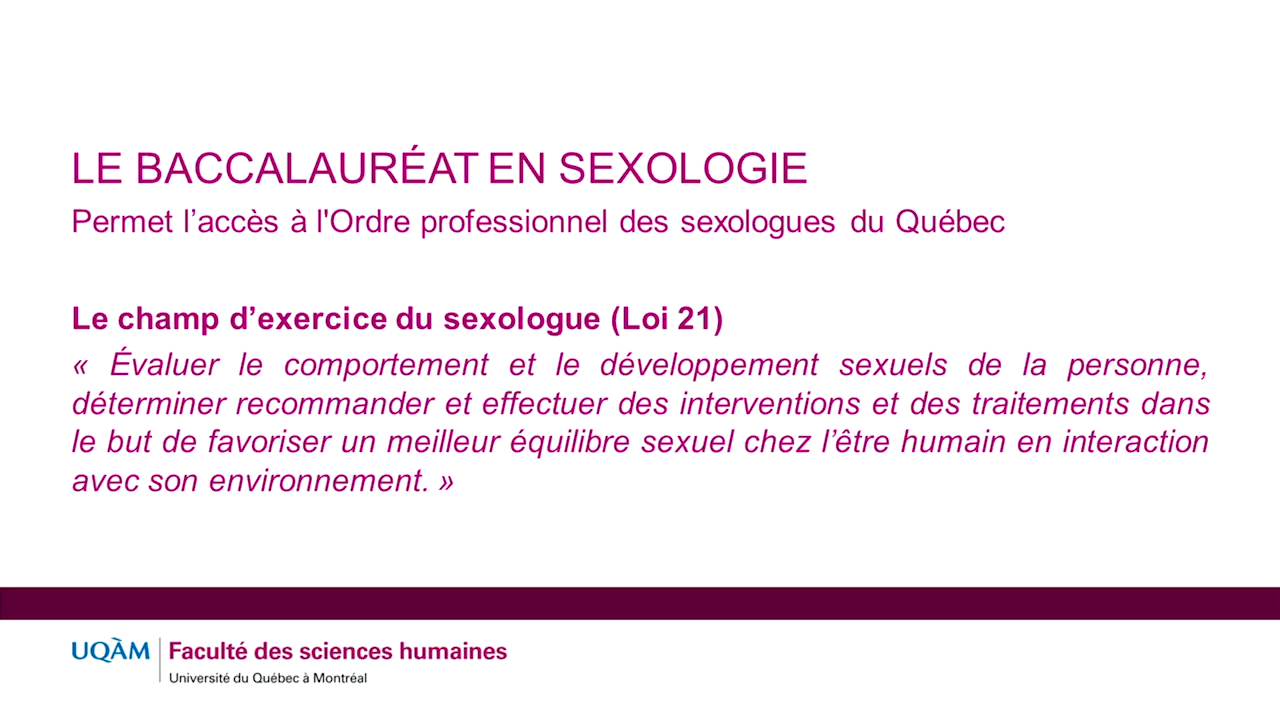 LE BACCALAURÉAT EN SEXOLOGIE
Permet l’accès à l'Ordre professionnel des sexologues du Québec
Le champ d’exercice du sexologue (Loi 21)
« Évaluer le comportement et le développement sexuels de la personne,
déterminer recommander et effectuer des interventions et des traitements dans
le but de favoriser un meilleur équilibre sexuel chez l’être humain en interaction
avec son environnement. »
UQÀM
Faculté des sciences humaines
Université du Québec à Montréal